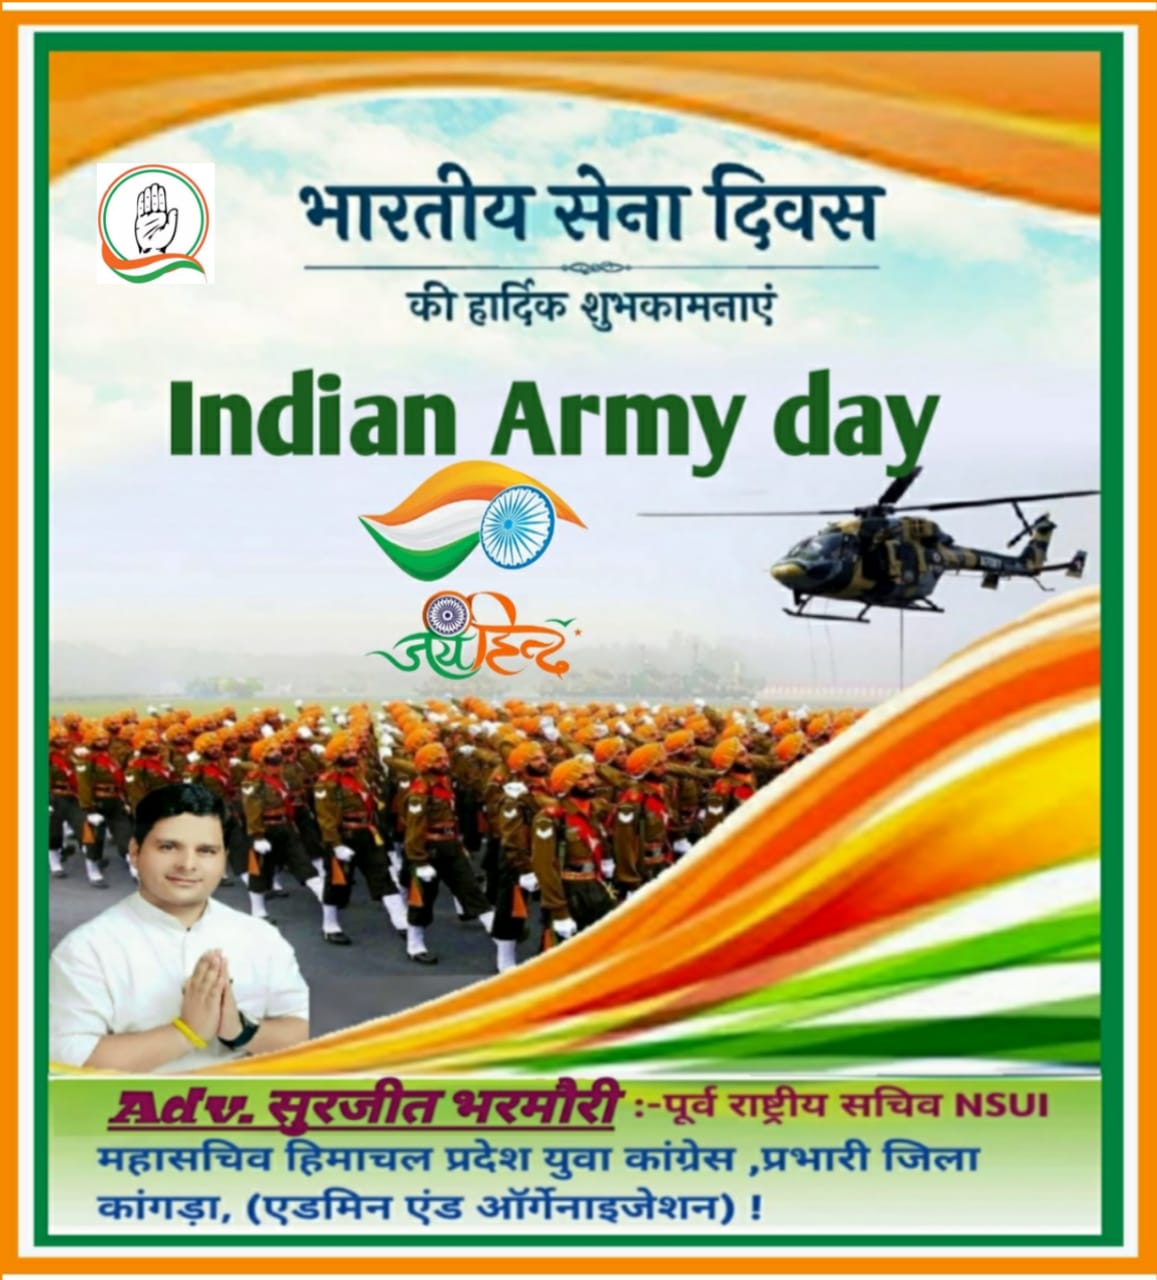 भारतीय सेना दिवस
की हार्दिक शुभकामनाएं
Indian Army day
जय हिन्द
Adv. सुरजीत भरमौरी :-पूर्व राष्ट्रीय सचिव NSUI
महासचिव हिमाचल प्रदेश युवा कांग्रेस ,प्रभारी जिला
कांगड़ा, (एडमिन एंड ऑर्गेनाइजेशन) !